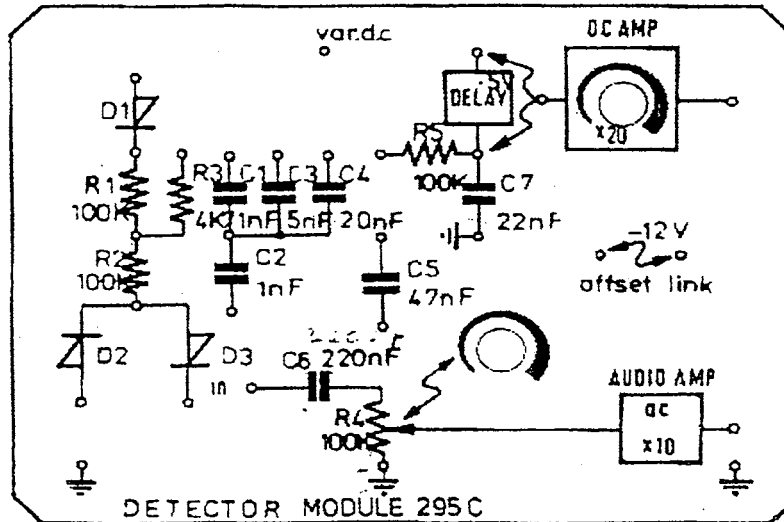 var.d.c
D.C AMP
.5V
DELAY
x20
D1
R5
100K
R1
100K
R3 C1 C3 C4
4K7 1nF 5nF 20nF
C7
22nF
R2
100K
C2
1nF
C5
47nF
-12V
offset link
D2
D3
in
C6
220nF
R4
100K
AUDIO AMP
ac
x10
DETECTOR MODULE 295C